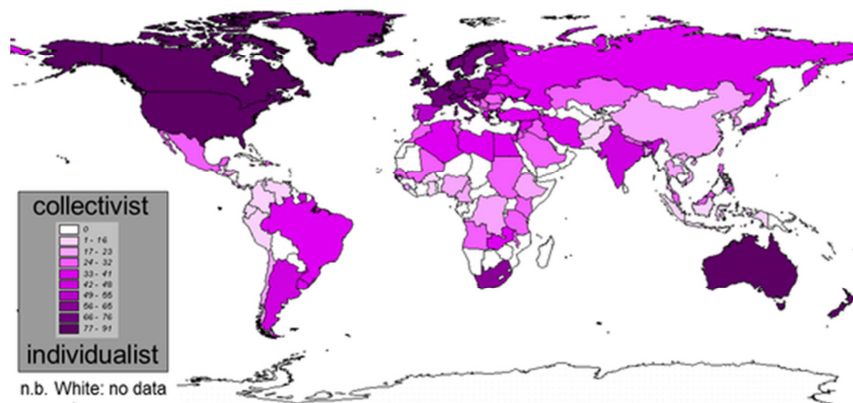 collectivist
0
1 - 16
17 - 23
24 - 32
33 - 41
42 - 48
49 - 55
56 - 65
66 - 76
77 - 91
individualist
n.b. White: no data